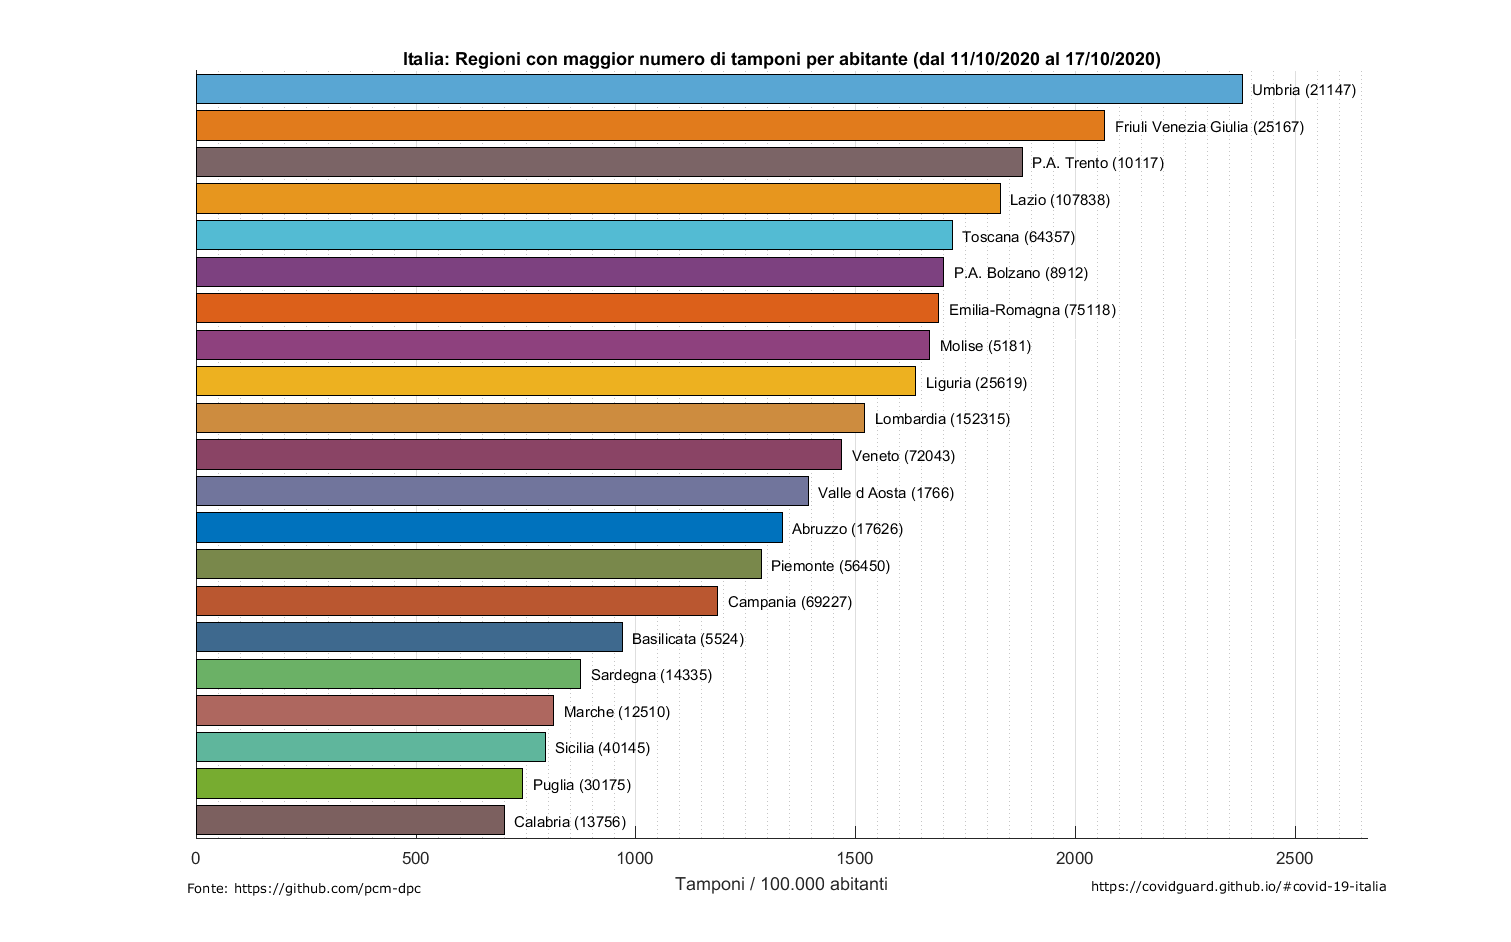 Italia: Regioni con maggior numero di tamponi per abitante (dal 11/10/2020 al 17/10/2020)
Umbria (21147)
Friuli Venezia Giulia (25167)
P.A. Trento (10117)
Lazio (107838)
Toscana (64357)
P.A. Bolzano (8912)
Emilia-Romagna (75118)
Molise (5181)
Liguria (25619)
Lombardia (152315)
Veneto (72043)
Valle d Aosta (1766)
Abruzzo (17626)
Piemonte (56450)
Campania (69227)
Basilicata (5524)
Sardegna (14335)
Marche (12510)
Sicilia (40145)
Puglia (30175)
Calabria (13756)
0 500 1000 1500 2000 2500
Tamponi / 100.000 abitanti
Fonte: https://github.com/pcm-dpc
https://covidguard.github.io/#covid-19-italia